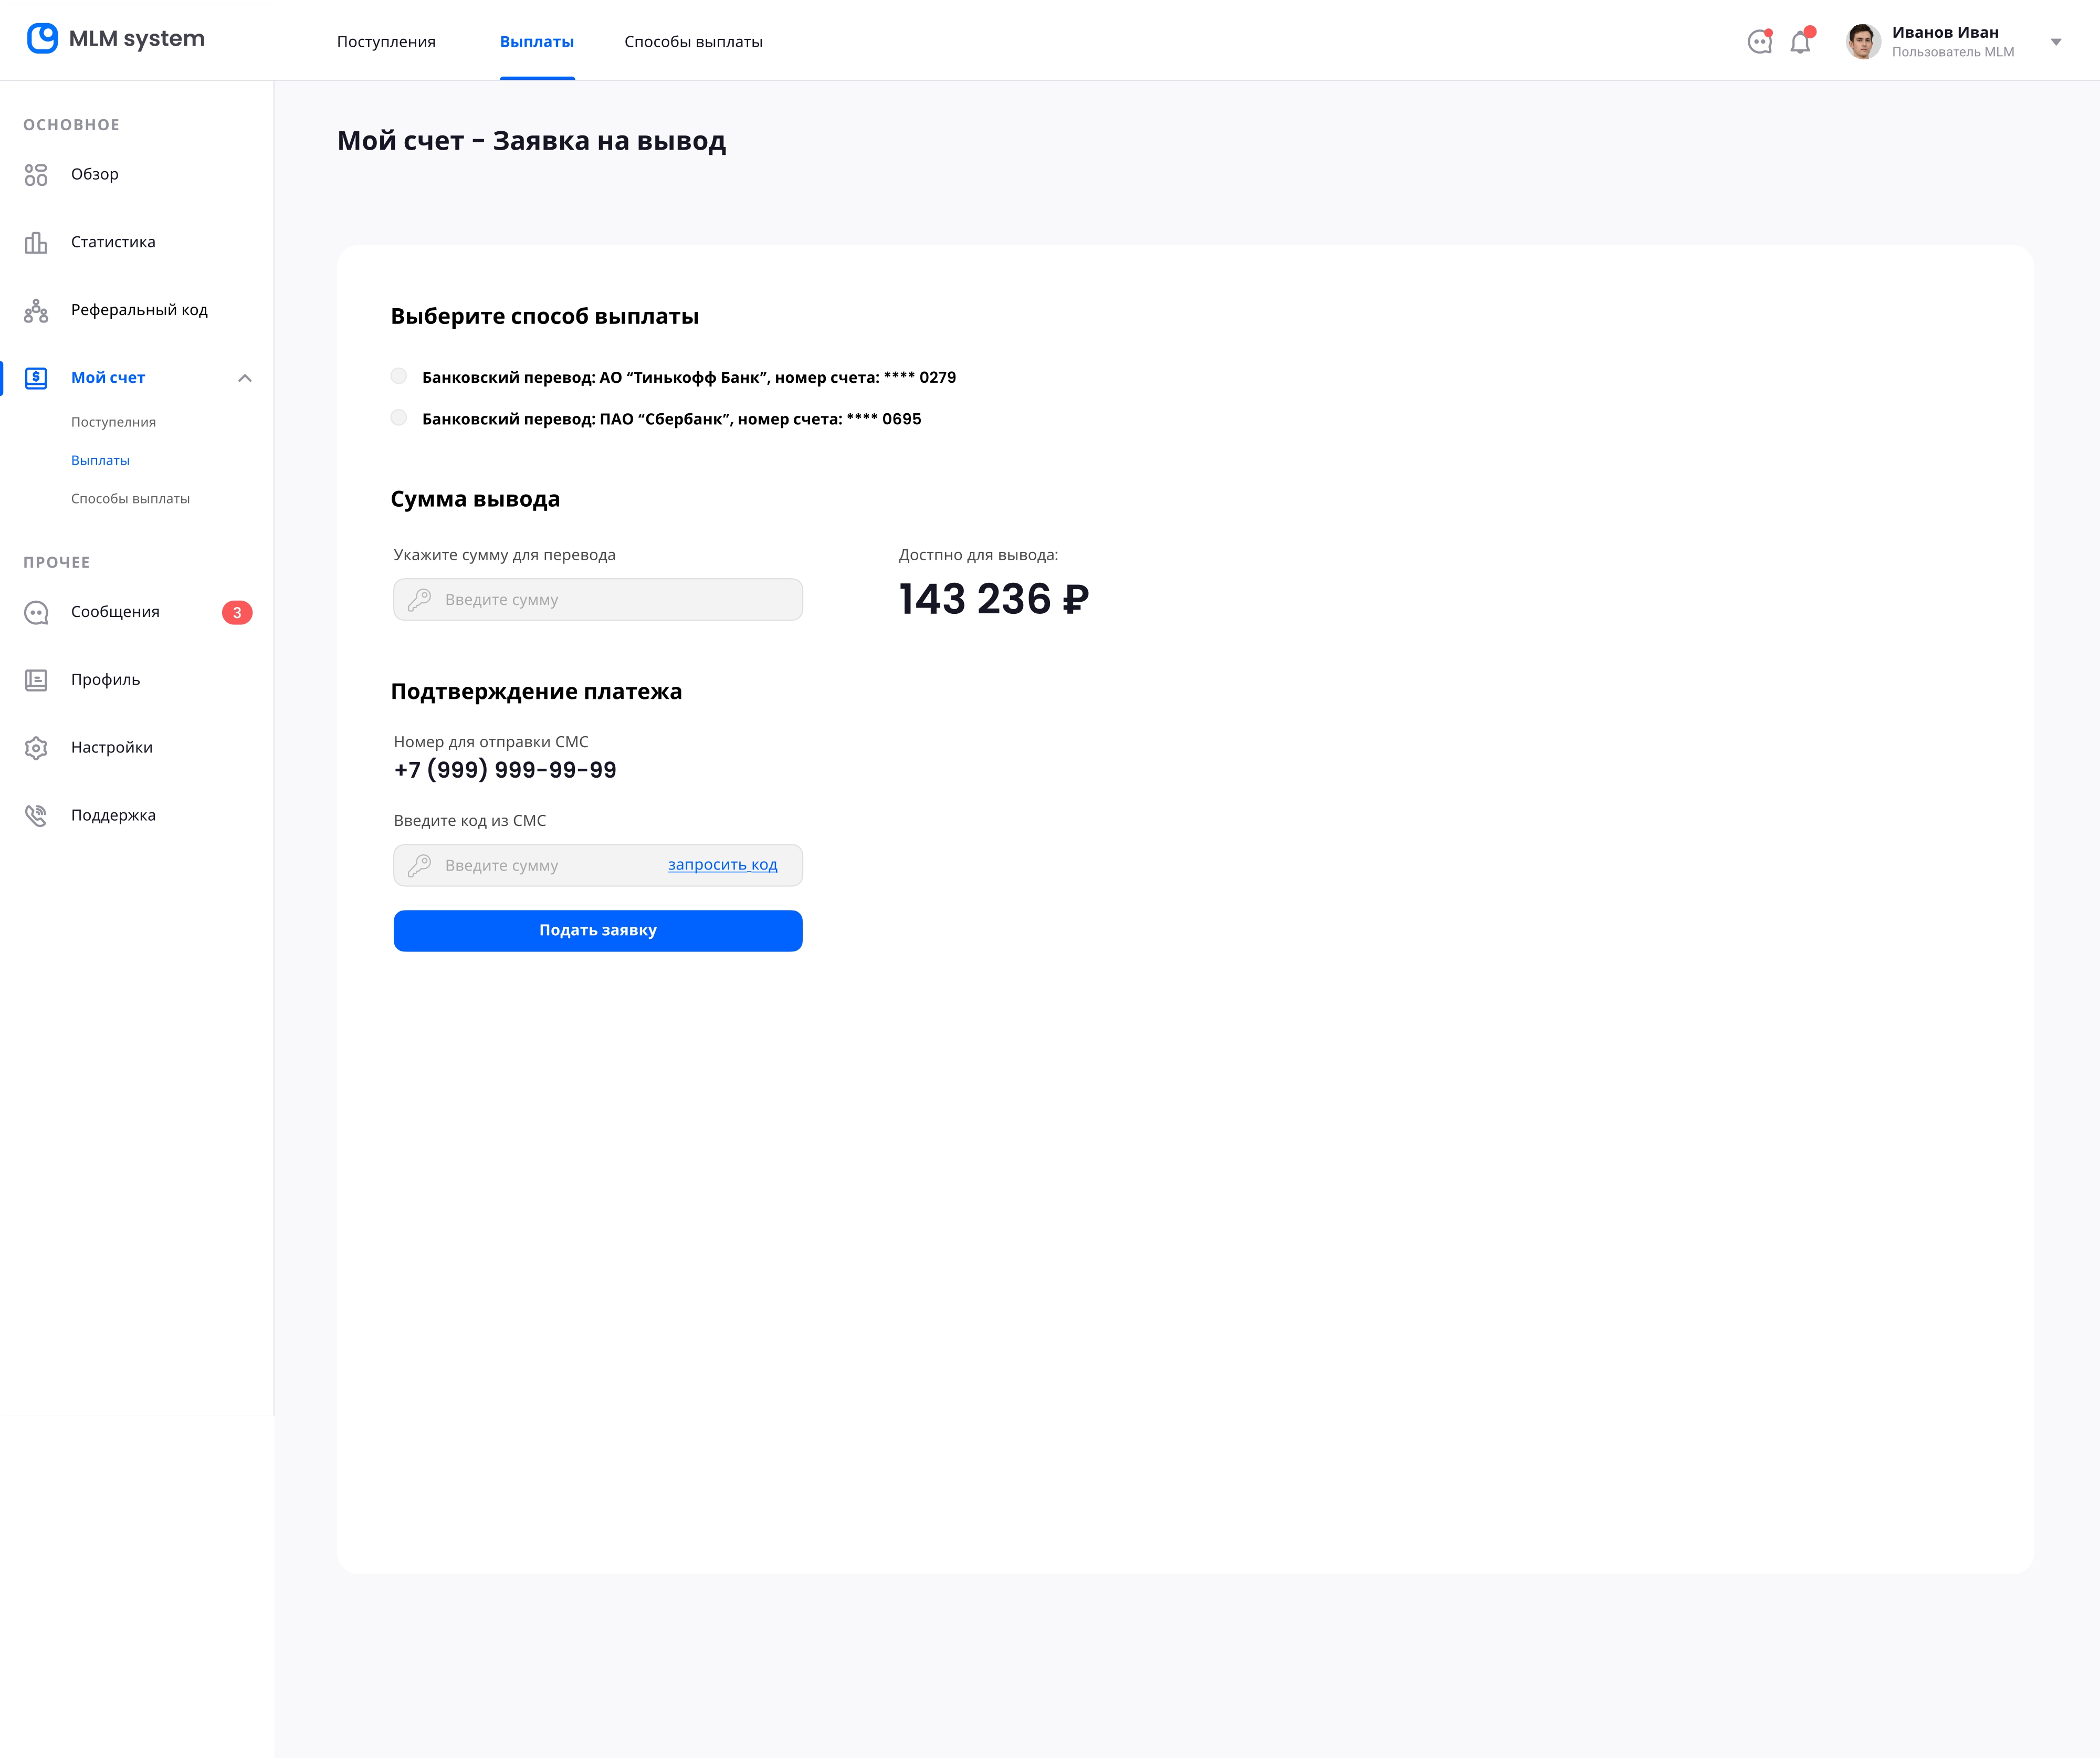 MLM system
Поступления
Выплаты
Способы выплаты
Иванов Иван
Пользователь MLM
ОСНОВНОЕ
Обзор
Статистика
Реферальный код
Мой счет
Поступелния
Выплаты
Способы выплаты
ПРОЧЕЕ
Сообщения
3
Профиль
Настройки
Поддержка
Мой счет – Заявка на вывод
Выберите способ выплаты
Банковский перевод: АО “Тинькофф Банк”, номер счета: **** 0279
Банковский перевод: ПАО “Сбербанк”, номер счета: **** 0695
Сумма вывода
Укажите сумму для перевода
Введите сумму
Достпно для вывода:
143 236 ₽
Подтверждение платежа
Номер для отправки СМС
+7 (999) 999-99-99
Введите код из СМС
Введите сумму
запросить код
Подать заявку